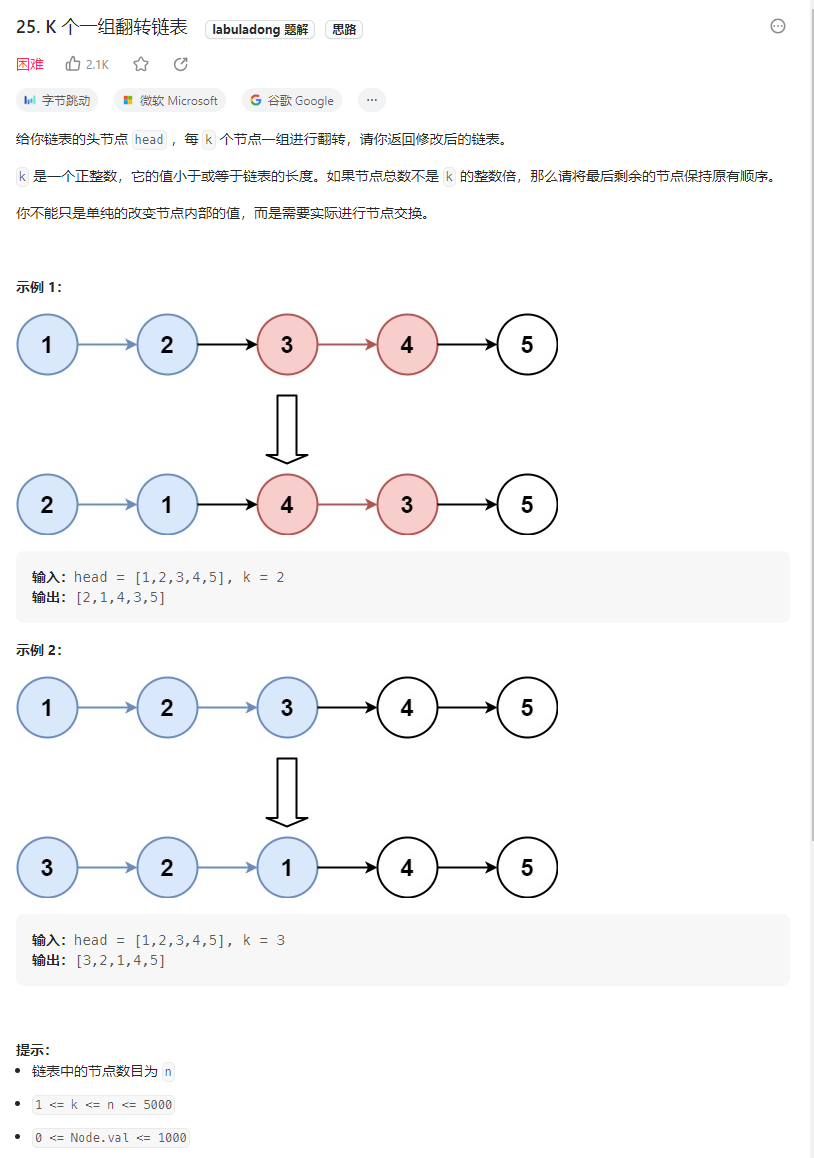 25. K 个一组翻转链表 labuladong 题解 思路
困难 2.1K
字节跳动 微软 Microsoft 谷歌 Google ...
给你链表的头节点 head ，每 k 个节点一组进行翻转，请你返回修改后的链表。
k 是一个正整数，它的值小于或等于链表的长度。如果节点总数不是 k 的整数倍，那么请将最后剩余的节点保持原有顺序。
你不能只是单纯的改变节点内部的值，而是需要实际进行节点交换。
示例 1：
1 2 3 4 5
2 1 4 3 5
输入：head = [1,2,3,4,5], k = 2
输出：[2,1,4,3,5]
示例 2：
1 2 3 4 5
3 2 1 4 5
输入：head = [1,2,3,4,5], k = 3
输出：[3,2,1,4,5]
提示：
链表中的节点数目为 n
1 <= k <= n <= 5000
0 <= Node.val <= 1000